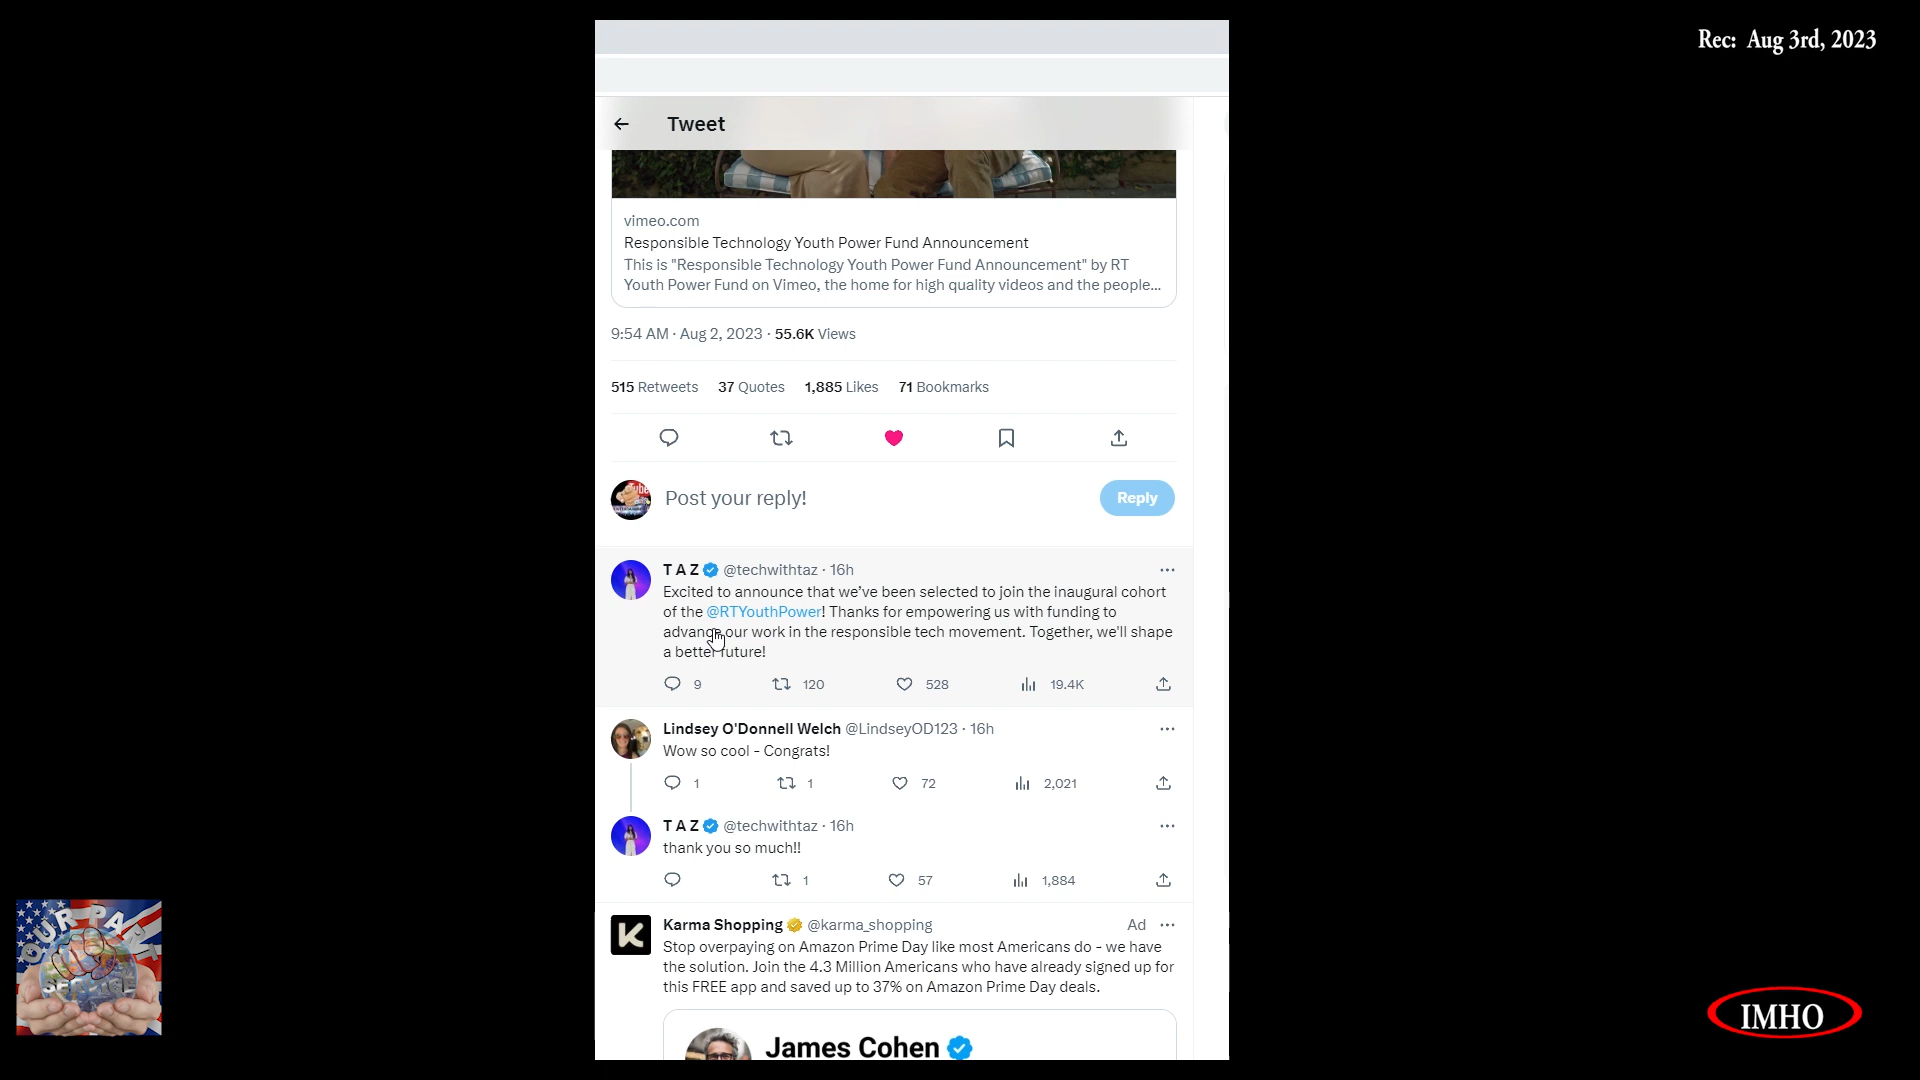 Rec: Aug 3rd, 2023
Tweet
vimeo.com
Responsible Technology Youth Power Fund Announcement
This is "Responsible Technology Youth Power Fund Announcement" by RT
Youth Power Fund on Vimeo, the home for high quality videos and the people...
9:54 AM · Aug 2, 2023 · 55.6K Views
515 Retweets 37 Quotes 1,885 Likes 71 Bookmarks
Post your reply!
Reply
T A Z @techwithtaz · 16h
Excited to announce that we’ve been selected to join the inaugural cohort
of the @RTYouthPower! Thanks for empowering us with funding to
advance our work in the responsible tech movement. Together, we'll shape
a better future!
9 120 528 19.4K
Lindsey O'Donnell Welch @LindseyOD123 · 16h
Wow so cool - Congrats!
1 1 72 2,021
T A Z @techwithtaz · 16h
thank you so much!!
1 57 1,884
Karma Shopping @karma_shopping Ad
Stop overpaying on Amazon Prime Day like most Americans do - we have
the solution. Join the 4.3 Million Americans who have already signed up for
this FREE app and saved up to 37% on Amazon Prime Day deals.
James Cohen
OUR PART
SERVICE
IMHO